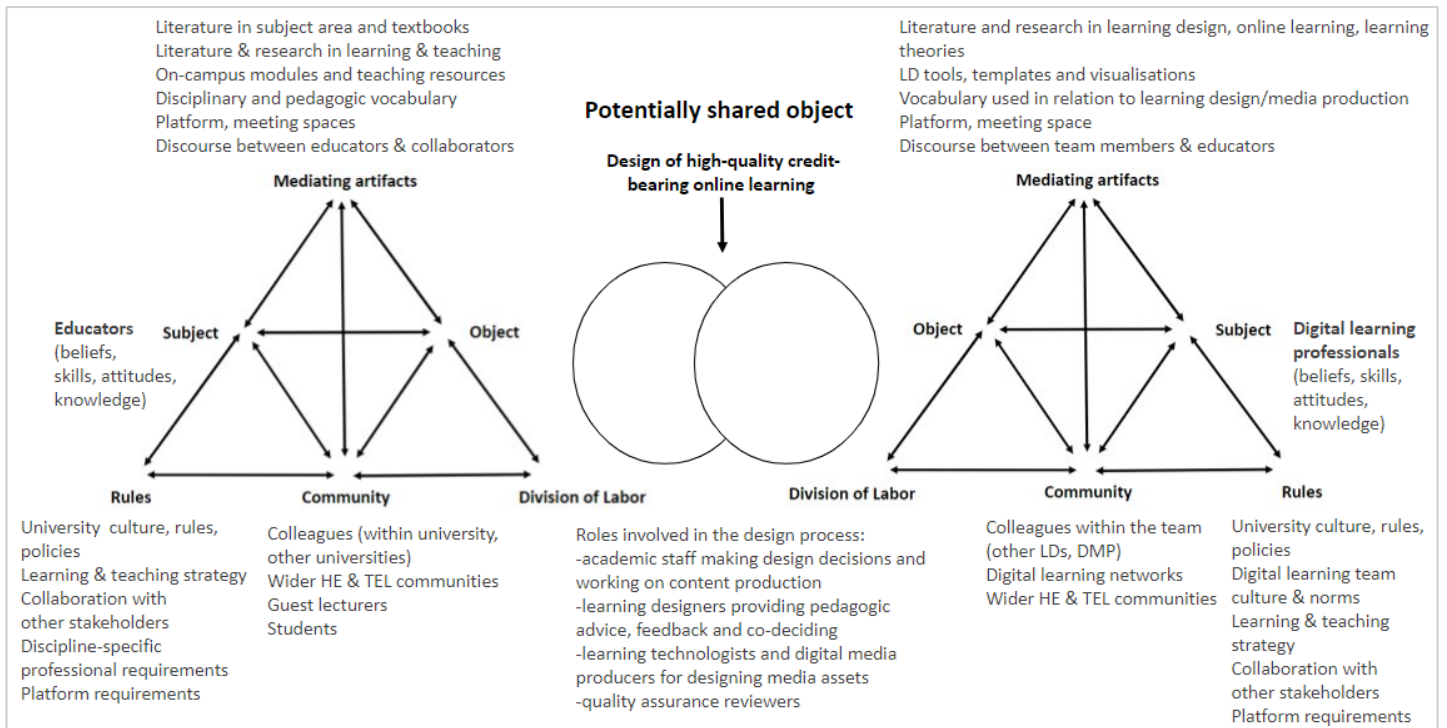 Literature in subject area and textbooks
Literature & research in learning & teaching
On-campus modules and teaching resources
Disciplinary and pedagogic vocabulary
Platform, meeting spaces
Discourse between educators & collaborators
Mediating artifacts
Educators
(beliefs,
skills, attitudes,
knowledge)
Subject
Object
Rules
Community
Division of Labor
University culture, rules,
policies
Learning & teaching strategy
Collaboration with
other stakeholders
Discipline-specific
professional requirements
Platform requirements
Colleagues (within university,
other universities)
Wider HE & TEL communities
Guest lecturers
Students
Potentially shared object
Design of high-quality credit-
bearing online learning
Roles involved in the design process:
-academic staff making design decisions and
working on content production
-learning designers providing pedagogic
advice, feedback and co-deciding
-learning technologists and digital media
producers for designing media assets
-quality assurance reviewers
Literature and research in learning design, online learning, learning
theories
LD tools, templates and visualisations
Vocabulary used in relation to learning design/media production
Platform, meeting space
Discourse between team members & educators
Mediating artifacts
Object
Subject
Digital learning
professionals
(beliefs, skills,
attitudes,
knowledge)
Division of Labor
Community
Rules
Colleagues within the team
(other LDs, DMP)
Digital learning networks
Wider HE & TEL communities
University culture, rules,
policies
Digital learning team
culture & norms
Learning & teaching
strategy
Collaboration with
other stakeholders
Platform requirements